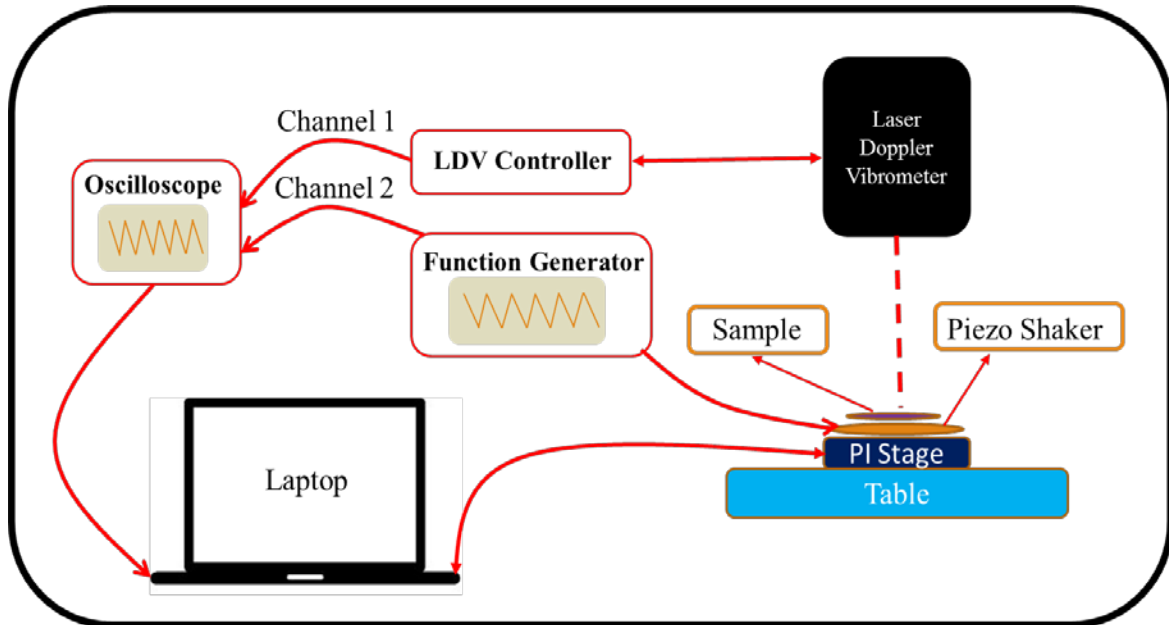 Channel 1
LDV Controller
Laser
Doppler
Vibrometer
Oscilloscope
Channel 2
Function Generator
Sample
Piezo Shaker
PI Stage
Table
Laptop